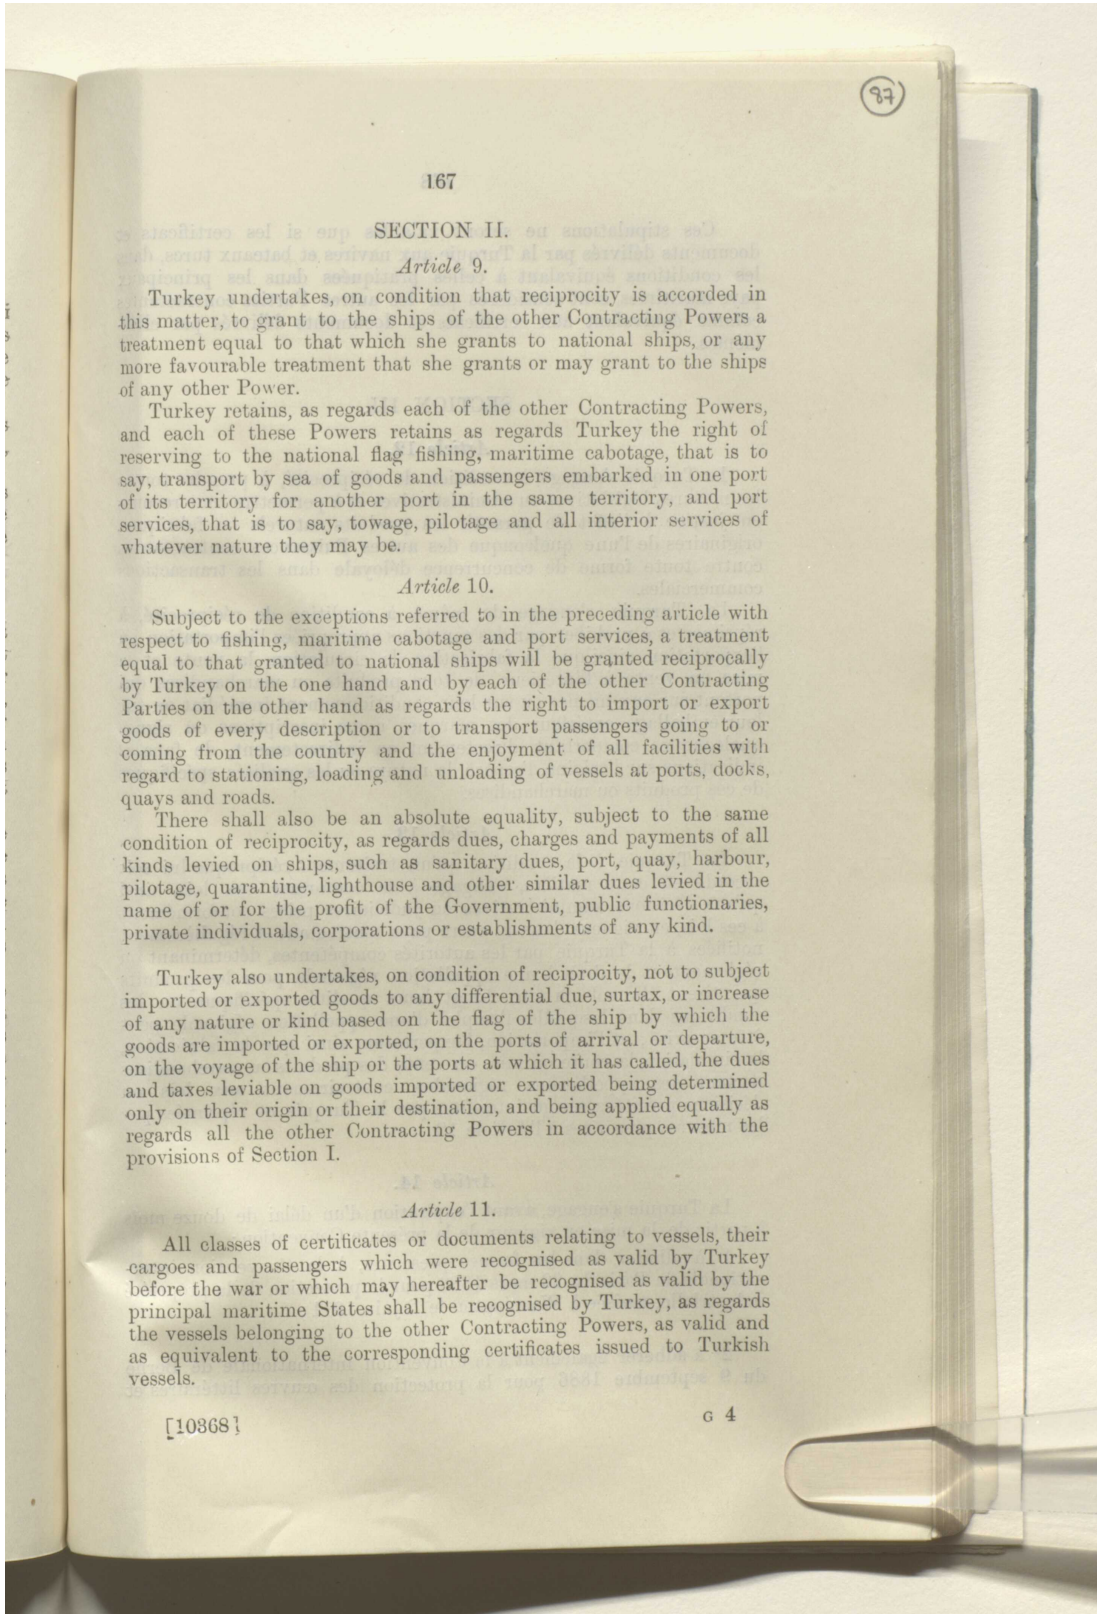 87
167
SECTION II.
Article 9.
Turkey undertakes, on condition that reciprocity is accorded in
this matter, to grant to the ships of the other Contracting Powers a
treatment equal to that which she grants to national ships, or any
more favourable treatment that she grants or may grant to the ships
of any other Power.
Turkey retains, as regards each of the other Contracting Powers,
and each of these Powers retains as regards Turkey the right of
reserving to the national flag fishing, maritime cabotage, that is to
say, transport by sea of goods and passengers embarked in one port
of its territory for another port in the same territory, and port
services, that is to say, towage, pilotage and all interior services of
whatever nature they may be.
Article 10.
Subject to the exceptions referred to in the preceding article with
respect to fishing, maritime cabotage and port services, a treatment
equal to that granted to national ships will be granted reciprocally
by Turkey on the one hand and by each of the other Contracting
Parties on the other hand as regards the right to import or export
goods of every description or to transport passengers going to or
coming from the country and the enjoyment of all facilities with
regard to stationing, loading and unloading of vessels at ports, docks,
quays and roads.
There shall also be an absolute equality, subject to the same
condition of reciprocity, as regards dues, charges and payments of all
kinds levied on ships, such as sanitary dues, port, quay, harbour,
pilotage, quarantine, lighthouse and other similar dues levied in the
name of or for the profit of the Government, public functionaries,
private individuals, corporations or establishments of any kind.
Turkey also undertakes, on condition of reciprocity, not to subject
imported or exported goods to any differential due, surtax, or increase
of any nature or kind based on the flag of the ship by which the
goods are imported or exported, on the ports of arrival or departure,
on the voyage of the ship or the ports at which it has called, the dues
and taxes leviable on goods imported or exported being determined
only on their origin or their destination, and being applied equally as
regards all the other Contracting Powers in accordance with the
provisions of Section I.
Article 11.
All classes of certificates or documents relating to vessels, their
cargoes and passengers which were recognised as valid by Turkey
before the war or which may hereafter be recognised as valid by the
principal maritime States shall be recognised by Turkey, as regards
the vessels belonging to the other Contracting Powers, as valid and
as equivalent to the corresponding certificates issued to Turkish
vessels.
[10368]
G 4